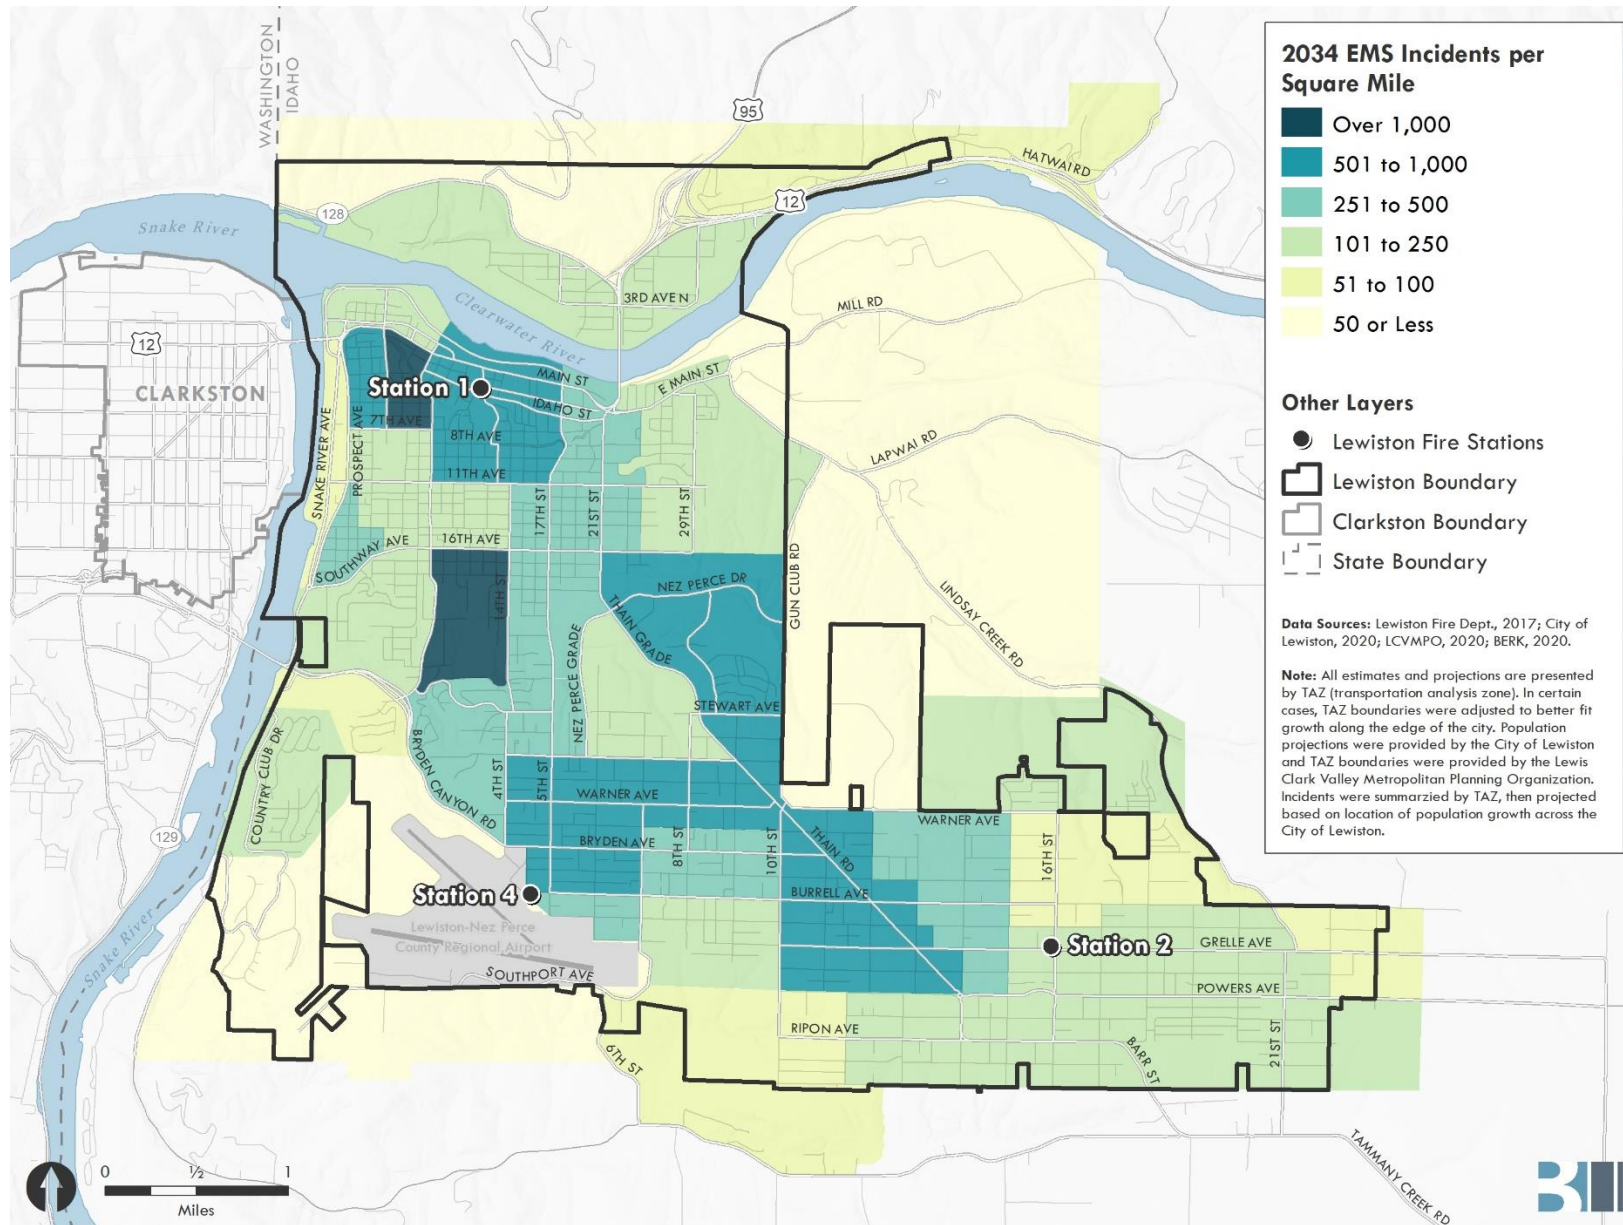 WASHINGTON
IDAHO
95
HATWAI RD
12
128
Snake River
3RD AVE N
Clearwater River
MILL RD
12
CLARKSTON
Station 1
MAIN ST
IDAHO ST
E MAIN ST
7TH AVE
8TH AVE
11TH AVE
LAPWAI RD
SNAKE RIVER AVE
PROSPECT AVE
17TH ST
21ST ST
29TH ST
16TH AVE
SOUTHWAY AVE
14TH ST
NEZ PERCE DR
GUN CLUB RD
THAIN GRADE
LINDSAY CREEK RD
NEZ PERCE GRADE
STEWART AVE
COUNTRY CLUB DR
BRYDEN CANYON RD
4TH ST
5TH ST
WARNER AVE
129
BRYDEN AVE
8TH ST
10TH ST
THAIN RD
WARNER AVE
16TH ST
Station 4
BURRELL AVE
Lewiston-Nez Perce
County Regional Airport
Station 2
GRELLE AVE
Snake River
SOUTHPORT AVE
POWERS AVE
RIPON AVE
6TH ST
BARR ST
21ST ST
TAMMANY CREEK RD
0 ½ 1
Miles
2034 EMS Incidents per
Square Mile
Over 1,000
501 to 1,000
251 to 500
101 to 250
51 to 100
50 or Less
Other Layers
Lewiston Fire Stations
Lewiston Boundary
Clarkston Boundary
State Boundary
Data Sources: Lewiston Fire Dept., 2017; City of
Lewiston, 2020; LCVMPO, 2020; BERK, 2020.
Note: All estimates and projections are presented
by TAZ (transportation analysis zone). In certain
cases, TAZ boundaries were adjusted to better fit
growth along the edge of the city. Population
projections were provided by the City of Lewiston
and TAZ boundaries were provided by the Lewis
Clark Valley Metropolitan Planning Organization.
Incidents were summarzied by TAZ, then projected
based on location of population growth across the
City of Lewiston.